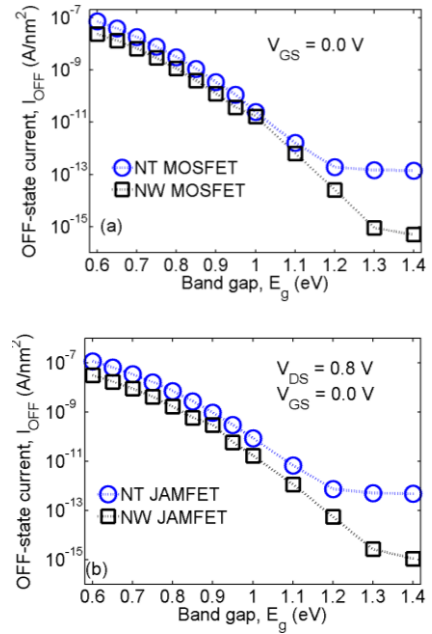 10⁻⁷
10⁻⁹
10⁻¹¹
10⁻¹³
10⁻¹⁵
OFF-state current, I_OFF (A/nm²)
V_GS = 0.0 V
NT MOSFET
NW MOSFET
(a)
0.6 0.7 0.8 0.9 1 1.1 1.2 1.3 1.4
Band gap, E_g (eV)
10⁻⁷
10⁻⁹
10⁻¹¹
10⁻¹³
10⁻¹⁵
OFF-state current, I_OFF (A/nm²)
V_DS = 0.8 V
V_GS = 0.0 V
NT JAMFET
NW JAMFET
(b)
0.6 0.7 0.8 0.9 1 1.1 1.2 1.3 1.4
Band gap, E_g (eV)